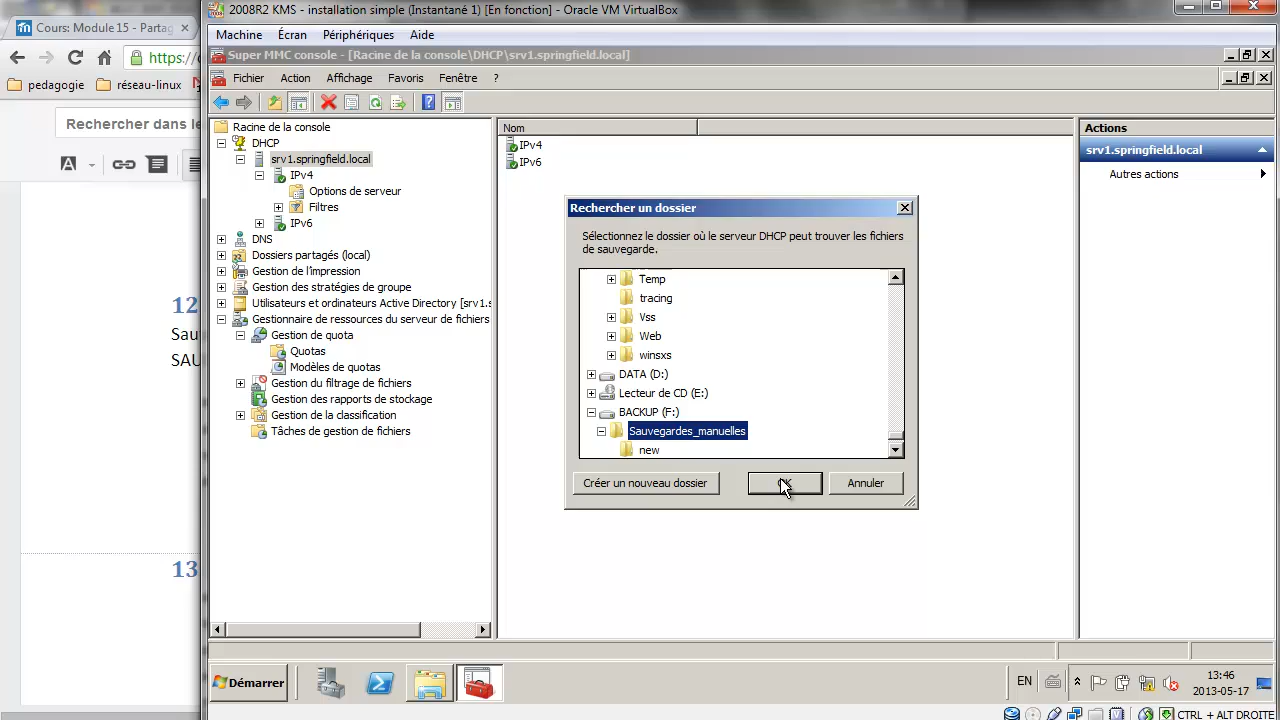 2008R2 KMS - installation simple (Instantané 1) [En fonction] - Oracle VM VirtualBox
Cours: Module 15 - Partag
Machine Écran Périphériques Aide
Super MMC console - [Racine de la console\DHCP\srv1.springfield.local]
https:/
Fichier Action Affichage Favoris Fenêtre ?
pedagogie réseau-linux
Rechercher dans le
Racine de la console
DHCP
srv1.springfield.local
IPv4
Options de serveur
Filtres
IPv6
DNS
Dossiers partagés (local)
Gestion de l'impression
Gestion des stratégies de groupe
Utilisateurs et ordinateurs Active Directory [srv1.s
Gestionnaire de ressources du serveur de fichiers
Gestion de quota
Quotas
Modèles de quotas
Gestion du filtrage de fichiers
Gestion des rapports de stockage
Gestion de la classification
Tâches de gestion de fichiers
Nom
IPv4
IPv6
Actions
srv1.springfield.local
Autres actions
Rechercher un dossier
Sélectionnez le dossier où le serveur DHCP peut trouver les fichiers
de sauvegarde.
Temp
tracing
Vss
Web
winsxs
DATA (D:)
Lecteur de CD (E:)
BACKUP (F:)
Sauvegardes_manuelles
new
Créer un nouveau dossier Annuler
12
Sau
SAU
13
Démarrer
EN
13:46
2013-05-17
CTRL + ALT DROITE